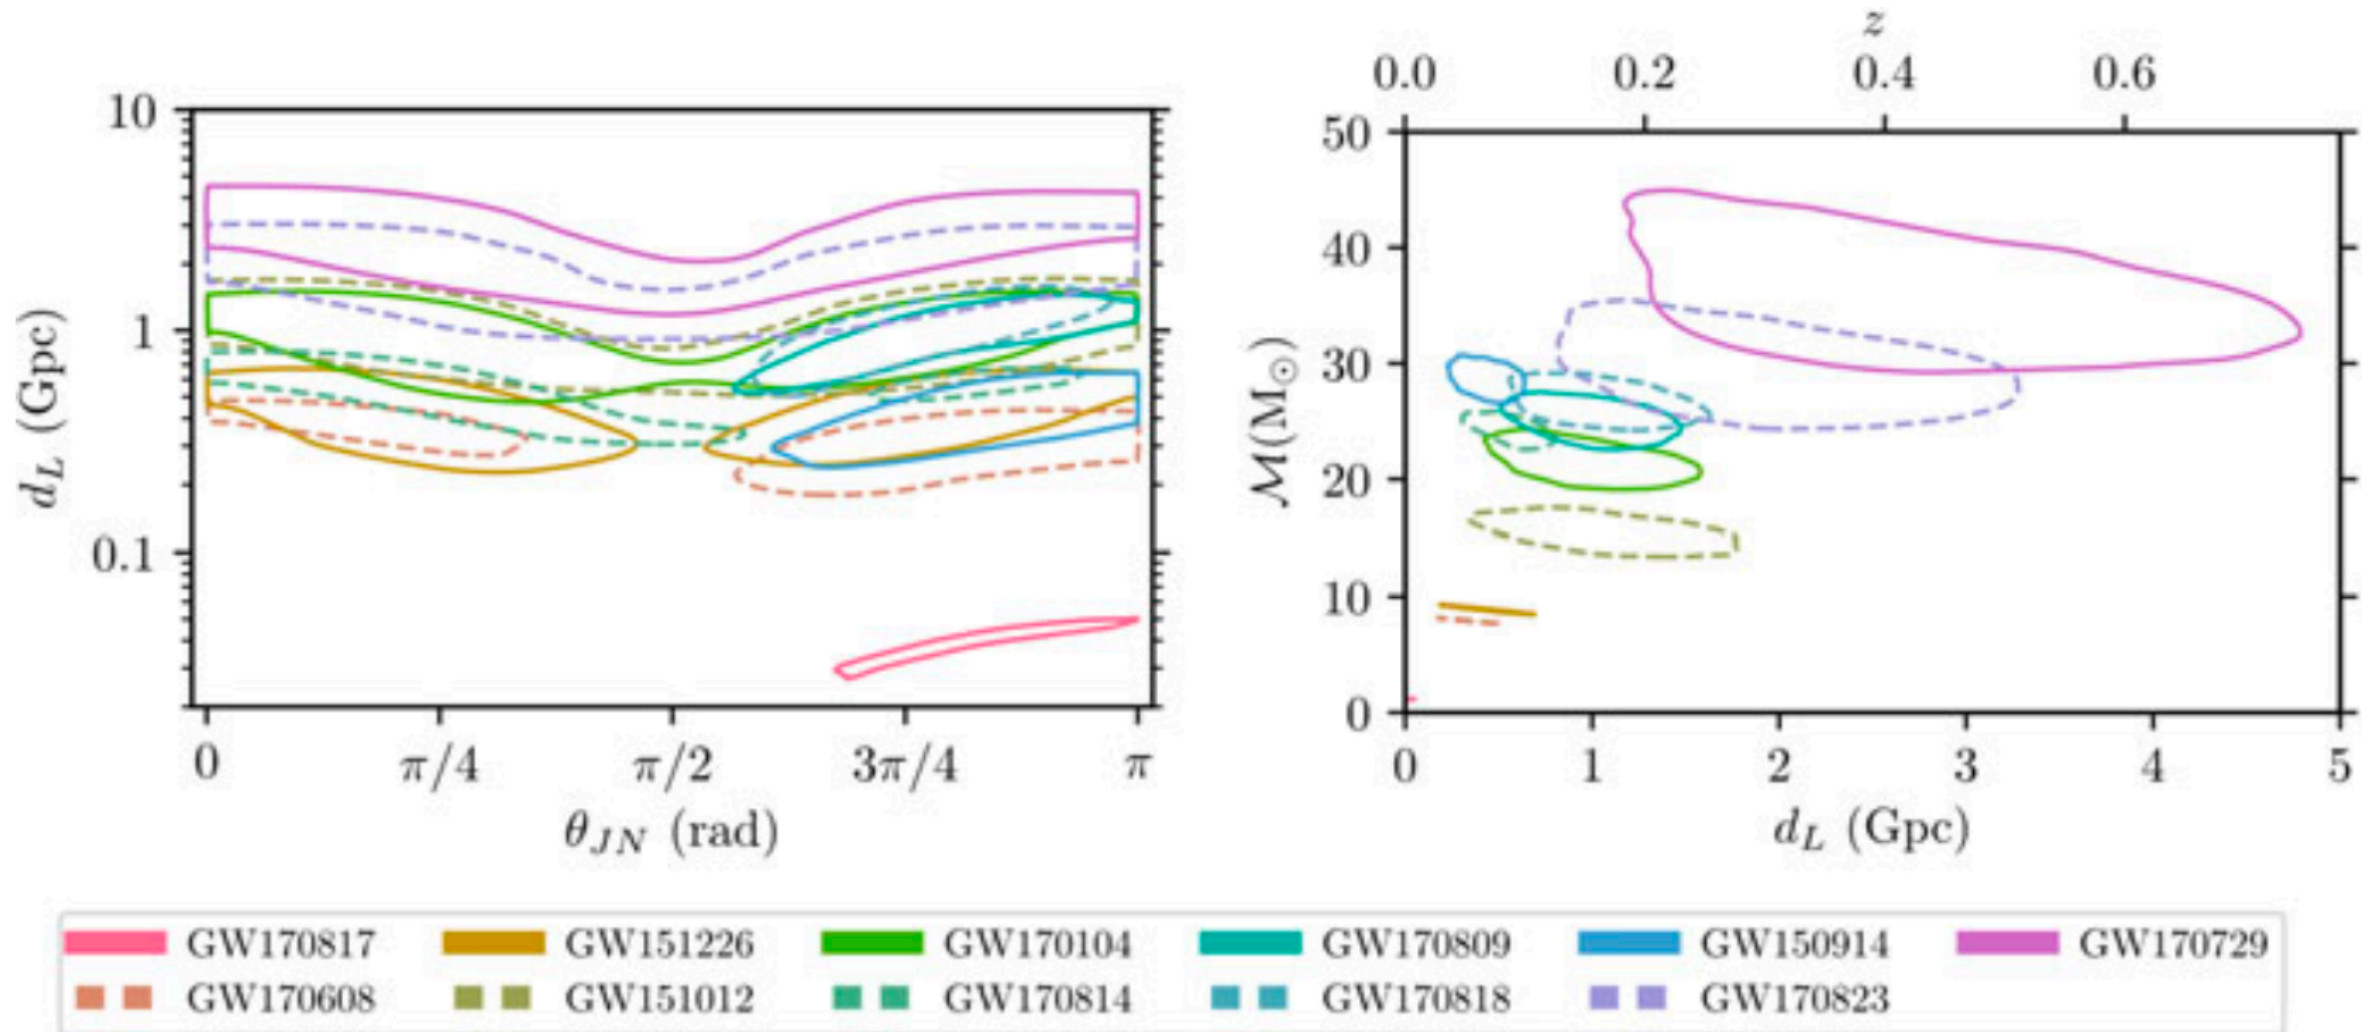 z
0.0 0.2 0.4 0.6
10
1
0.1
d_L (Gpc)
0 π/4 π/2 3π/4 π
θ_JN (rad)
50
40
30
20
10
0
ℳ(M_⊙)
0 1 2 3 4 5
d_L (Gpc)
GW170817 GW151226 GW170104 GW170809 GW150914 GW170729
GW170608 GW151012 GW170814 GW170818 GW170823